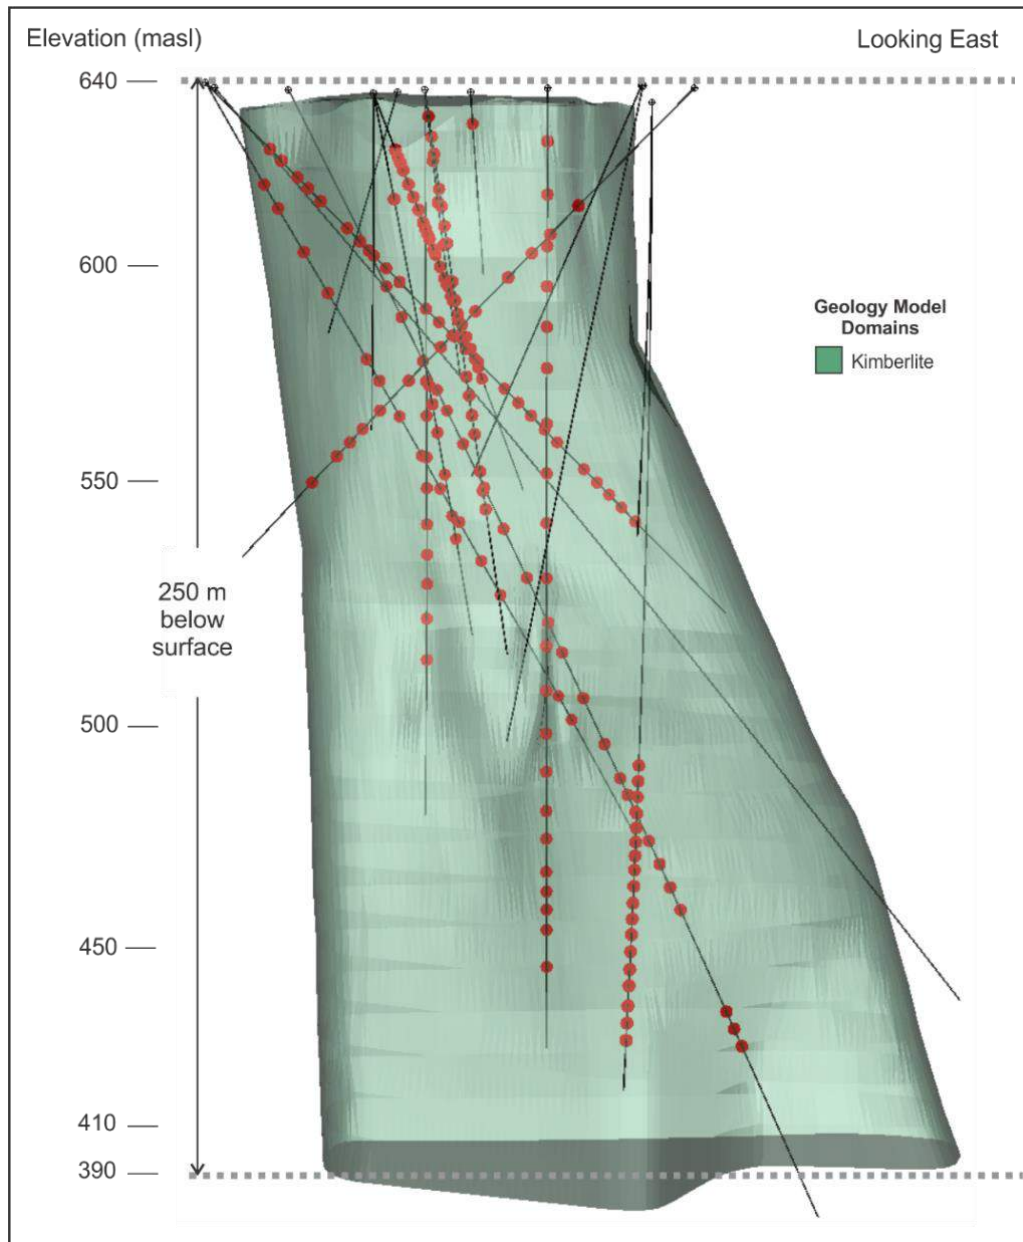 Elevation (masl)
Looking East
640
600
Geology Model
Domains
Kimberlite
550
250 m
below
surface
500
450
410
390